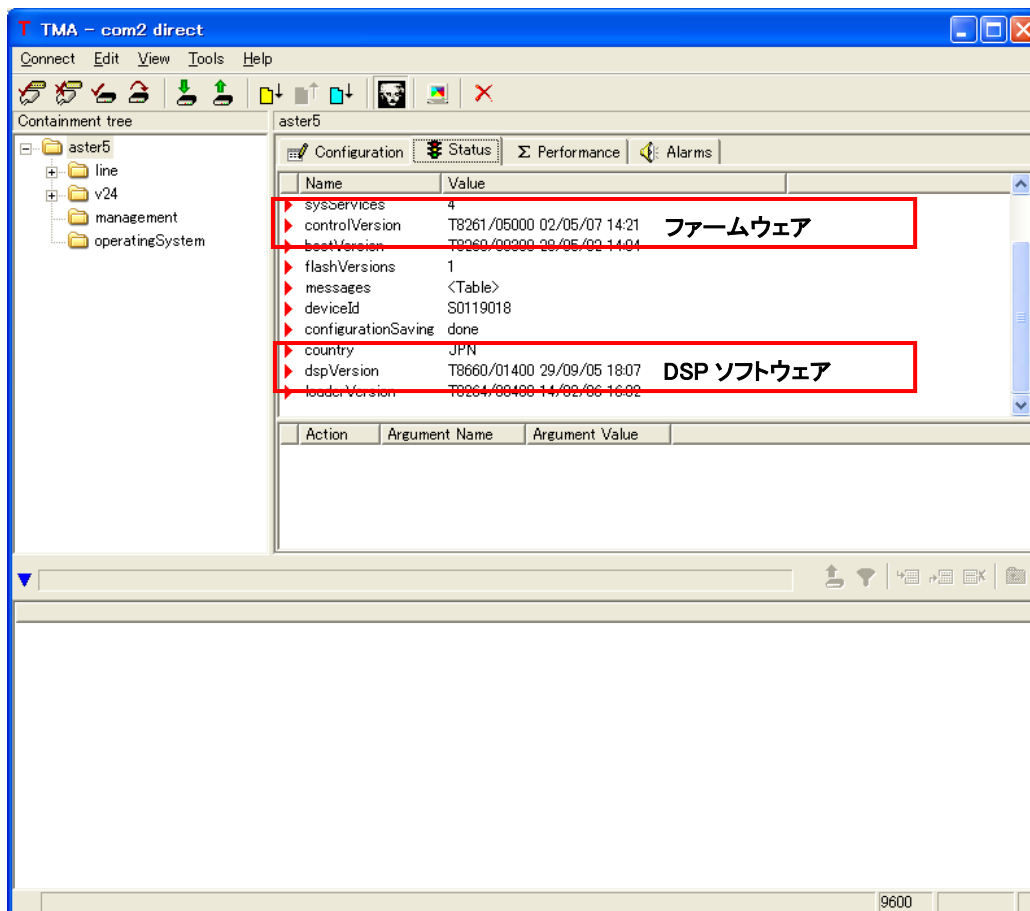 TMA - com2 direct
Connect Edit View Tools Help
Containment tree
aster5
aster5
line
v24
management
operatingSystem
Configuration Status Σ Performance Alarms
Name Value
sysServices 4
controlVersion T8261/05000 02/05/07 14:21 ファームウェア
bootVersion
flashVersions 1
messages <Table>
deviceId S0119018
configurationSaving done
country JPN
dspVersion T8660/01400 29/09/05 18:07 DSP ソフトウェア
loaderVersion
Action Argument Name Argument Value
9600